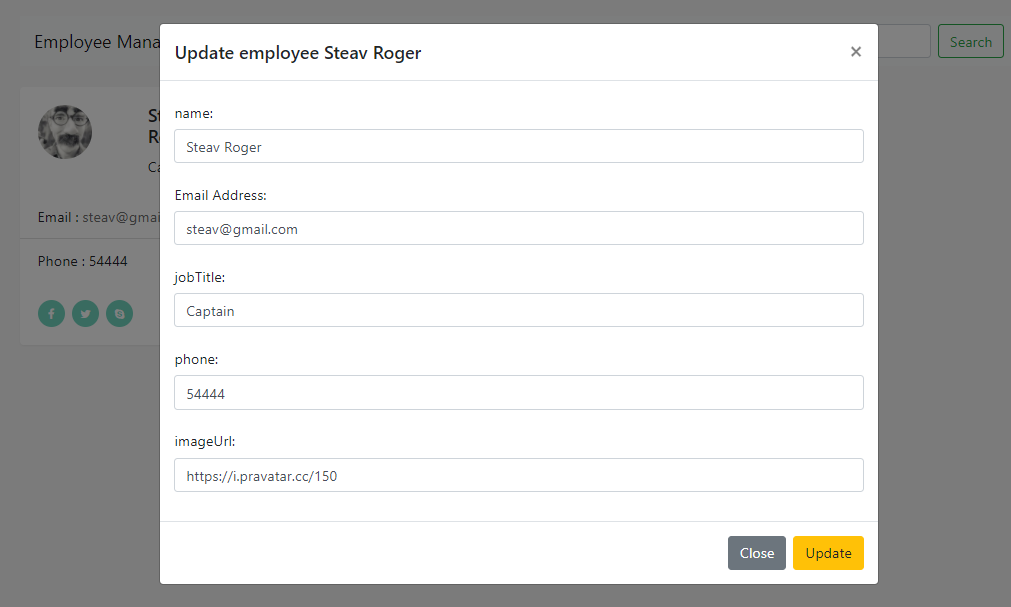 Employee Mana
Search
Update employee Steav Roger
×
name:
Steav Roger
Email Address:
steav@gmail.com
jobTitle:
Captain
phone:
54444
imageUrl:
https://i.pravatar.cc/150
Close
Update
St
R
Ca
Email : steav@gmai
Phone : 54444